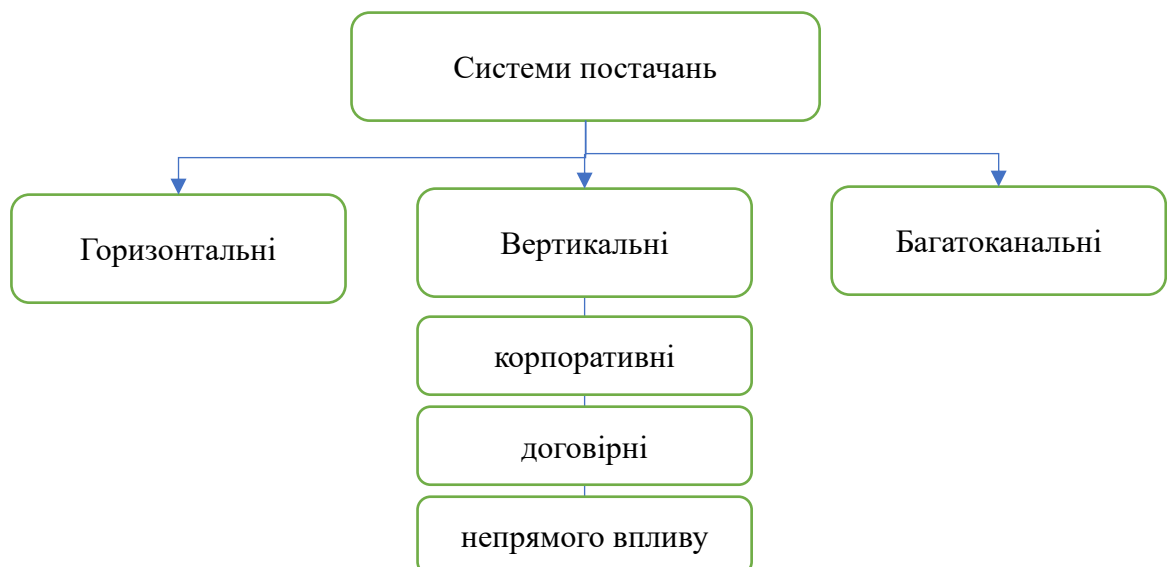 Системи постачань
Горизонтальні
Вертикальні
Багатоканальні
корпоративні
договірні
непрямого впливу